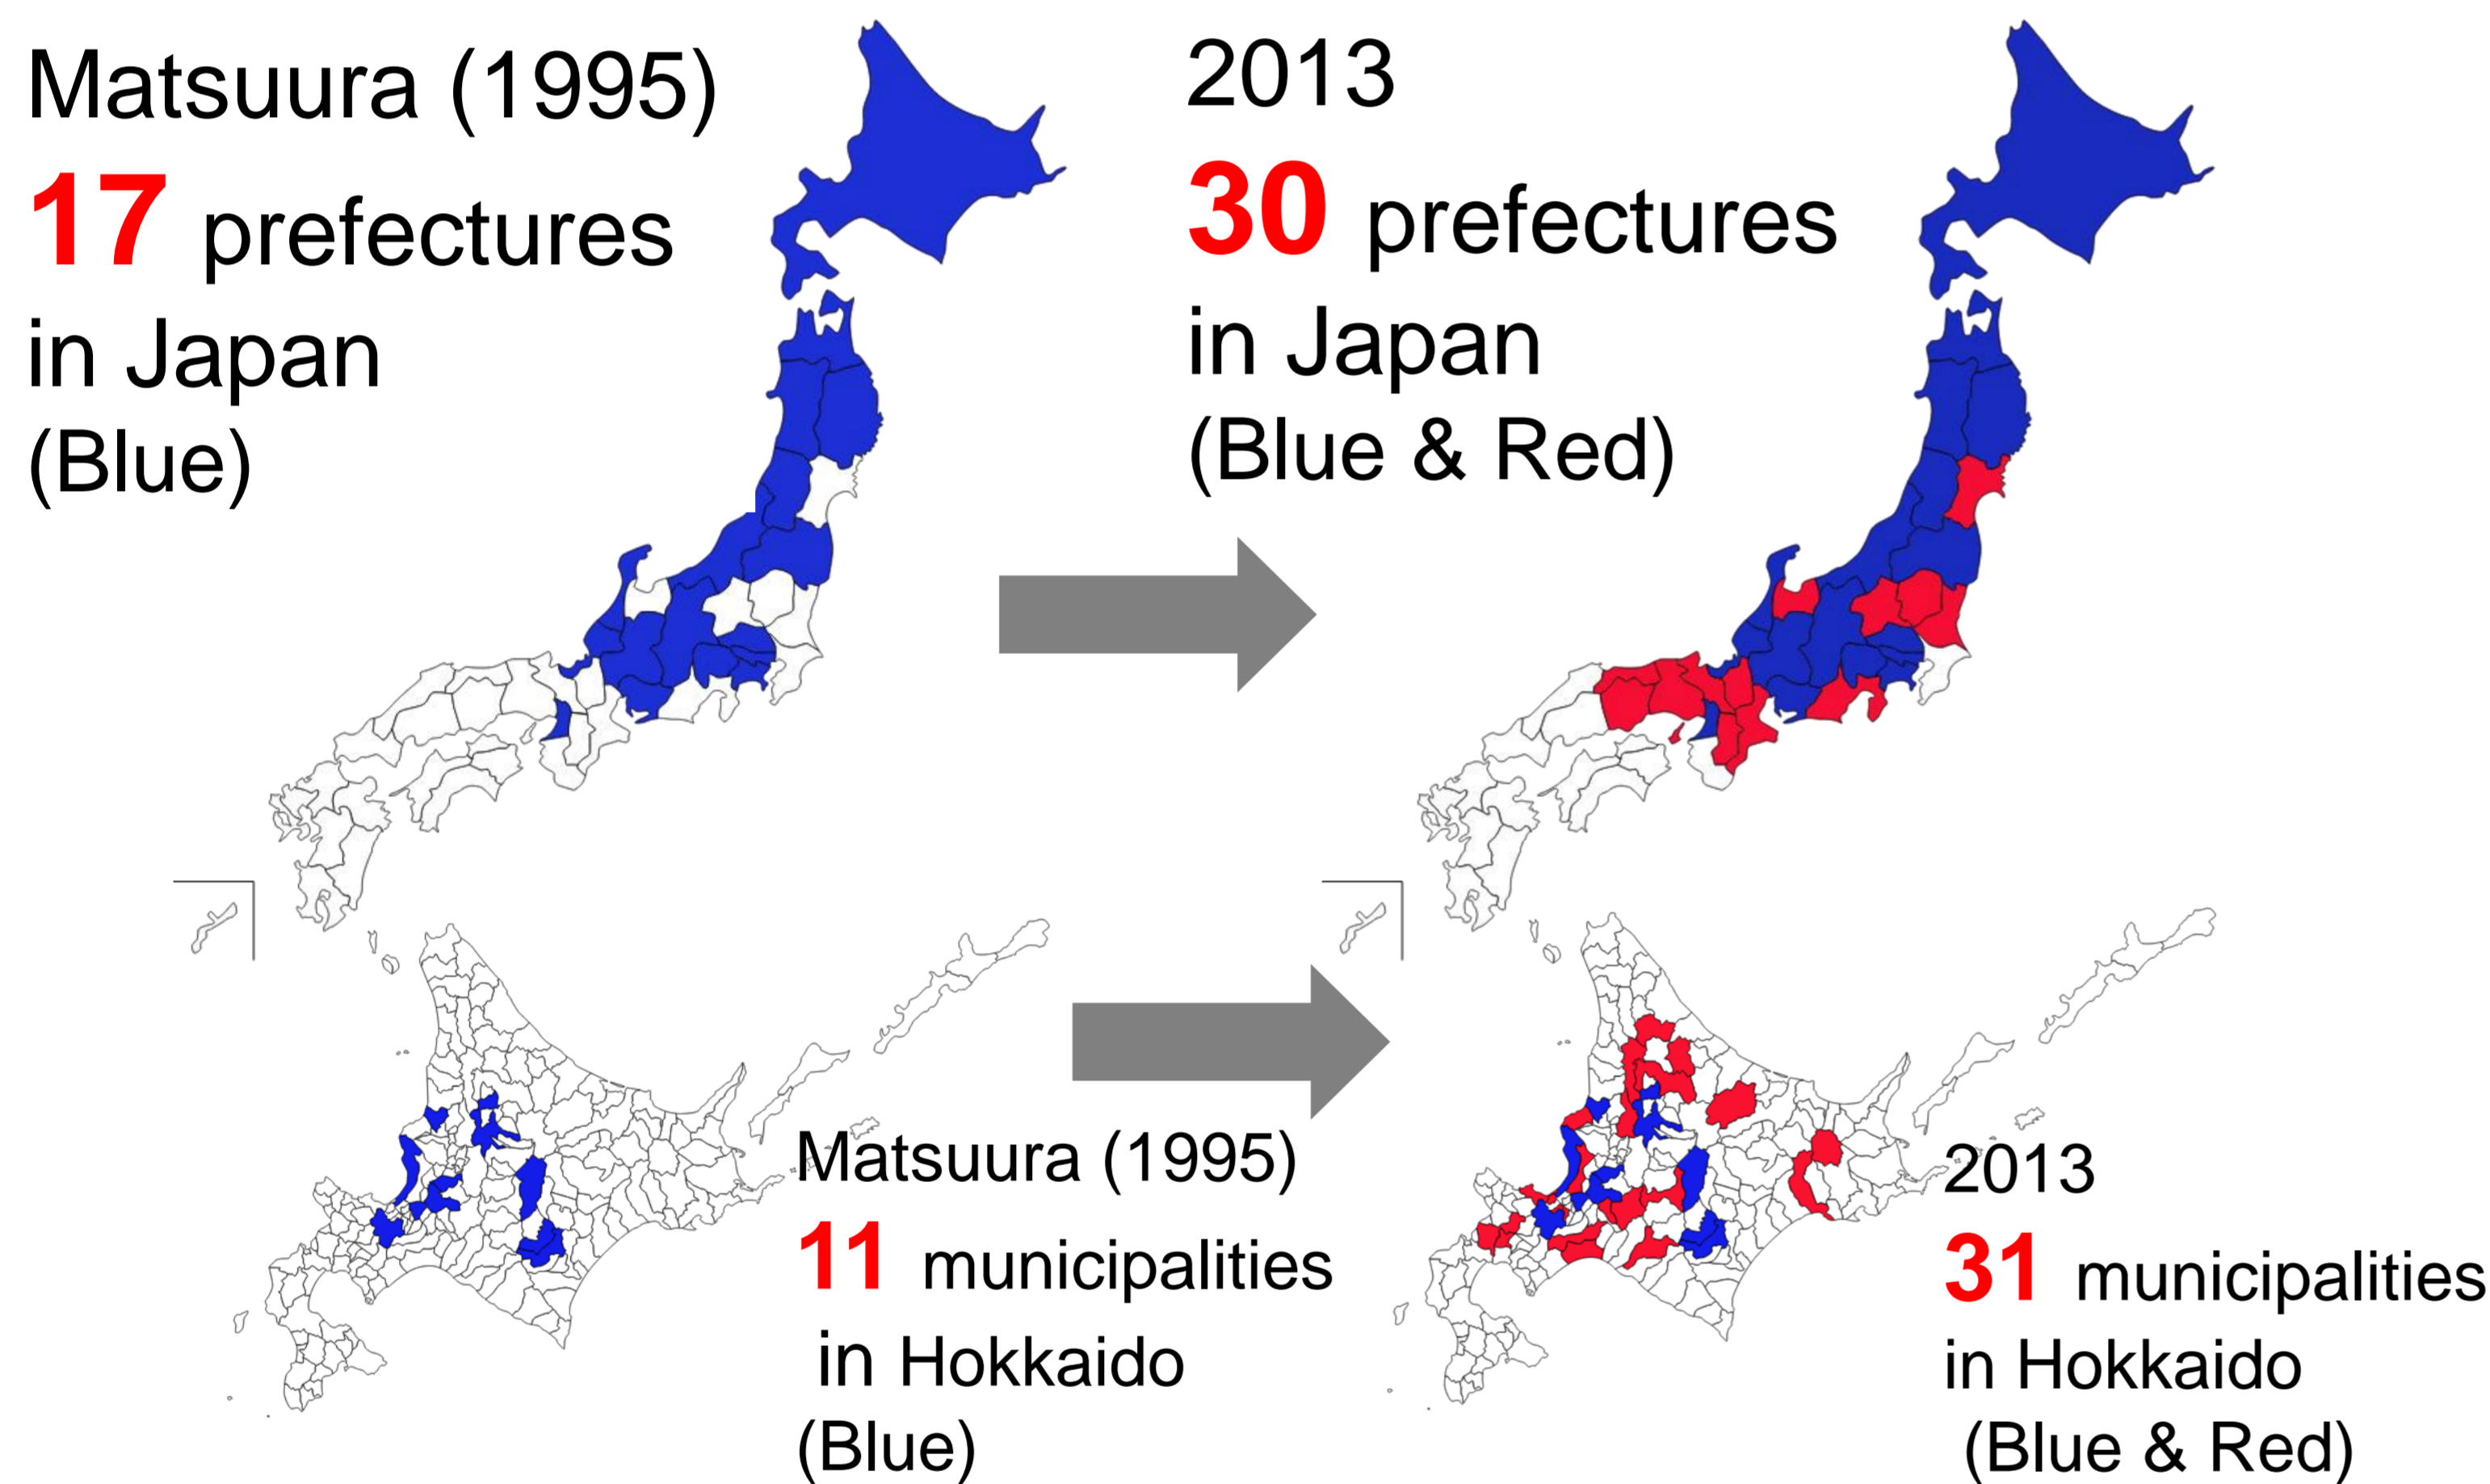 Matsuura (1995)
17 prefectures
in Japan
(Blue)
2013
30 prefectures
in Japan
(Blue & Red)
Matsuura (1995)
11 municipalities
in Hokkaido
(Blue)
2013
31 municipalities
in Hokkaido
(Blue & Red)